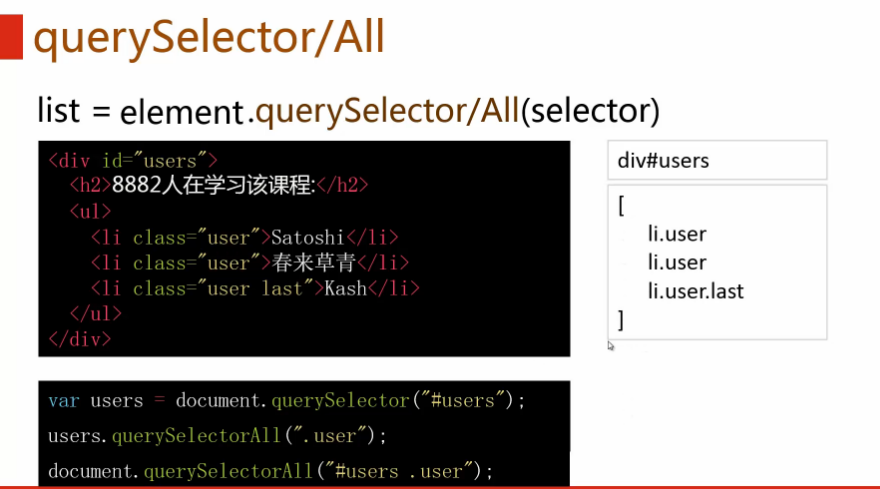 querySelector/All
list = element.querySelector/All(selector)
<div id="users">
<h2>8882人在学习该课程:</h2>
<ul>
<li class="user">Satoshi</li>
<li class="user">春来草青</li>
<li class="user last">Kash</li>
</ul>
</div>
div#users
[
li.user
li.user
li.user.last
]
var users = document.querySelector("#users");
users.querySelectorAll(".user");
document.querySelectorAll("#users .user");